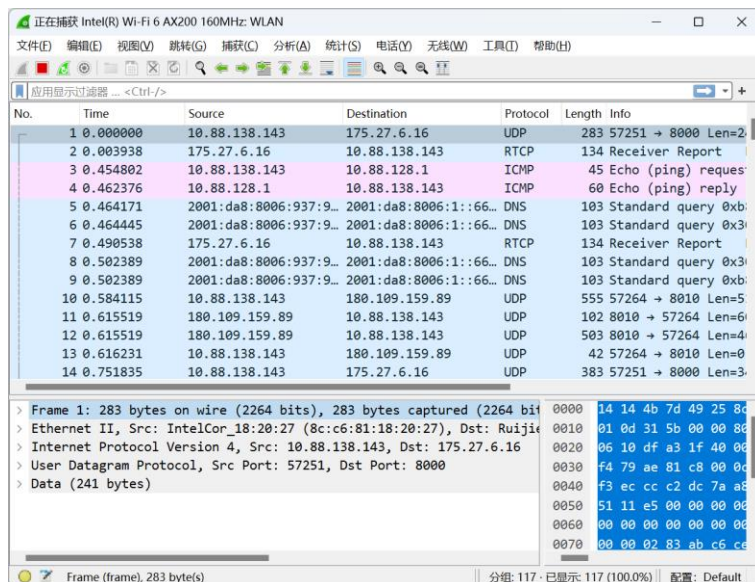 正在捕获 Intel(R) Wi-Fi 6 AX200 160MHz: WLAN
文件(F) 编辑(E) 视图(V) 跳转(G) 捕获(C) 分析(A) 统计(S) 电话(Y) 无线(W) 工具(T) 帮助(H)
应用显示过滤器 … <Ctrl-/>
No. Time Source Destination Protocol Length Info
1 0.000000 10.88.138.143 175.27.6.16 UDP 283 57251 → 8000 Len=24
2 0.003938 175.27.6.16 10.88.138.143 RTCP 134 Receiver Report
3 0.454802 10.88.138.143 10.88.128.1 ICMP 45 Echo (ping) reques
4 0.462376 10.88.128.1 10.88.138.143 ICMP 60 Echo (ping) reply
5 0.464171 2001:da8:8006:937:9… 2001:da8:8006:1::66… DNS 103 Standard query 0xb
6 0.464445 2001:da8:8006:937:9… 2001:da8:8006:1::66… DNS 103 Standard query 0x3
7 0.490538 175.27.6.16 10.88.138.143 RTCP 134 Receiver Report
8 0.502389 2001:da8:8006:937:9… 2001:da8:8006:1::66… DNS 103 Standard query 0x3
9 0.502389 2001:da8:8006:937:9… 2001:da8:8006:1::66… DNS 103 Standard query 0xb
10 0.584115 10.88.138.143 180.109.159.89 UDP 555 57264 → 8010 Len=5
11 0.615519 180.109.159.89 10.88.138.143 UDP 102 8010 → 57264 Len=6
12 0.615519 180.109.159.89 10.88.138.143 UDP 503 8010 → 57264 Len=4
13 0.616231 10.88.138.143 180.109.159.89 UDP 42 57264 → 8010 Len=0
14 0.751835 10.88.138.143 175.27.6.16 UDP 383 57251 → 8000 Len=3
Frame 1: 283 bytes on wire (2264 bits), 283 bytes captured (2264 bit
Ethernet II, Src: IntelCor_18:20:27 (8c:c6:81:18:20:27), Dst: Ruijie
Internet Protocol Version 4, Src: 10.88.138.143, Dst: 175.27.6.16
User Datagram Protocol, Src Port: 57251, Dst Port: 8000
Data (241 bytes)
0000 14 14 4b 7d 49 25 8c
0010 01 0d 31 5b 00 00 80
0020 06 10 df a3 1f 40 00
0030 f4 79 ae 81 c8 00 0c
0040 f3 ec cc c2 dc 7a a8
0050 51 11 e5 00 00 00 00
0060 00 00 00 00 00 00 00
0070 00 00 02 83 ab c6 ce
Frame (frame), 283 byte(s) 分组: 117 · 已显示: 117 (100.0%) 配置: Default